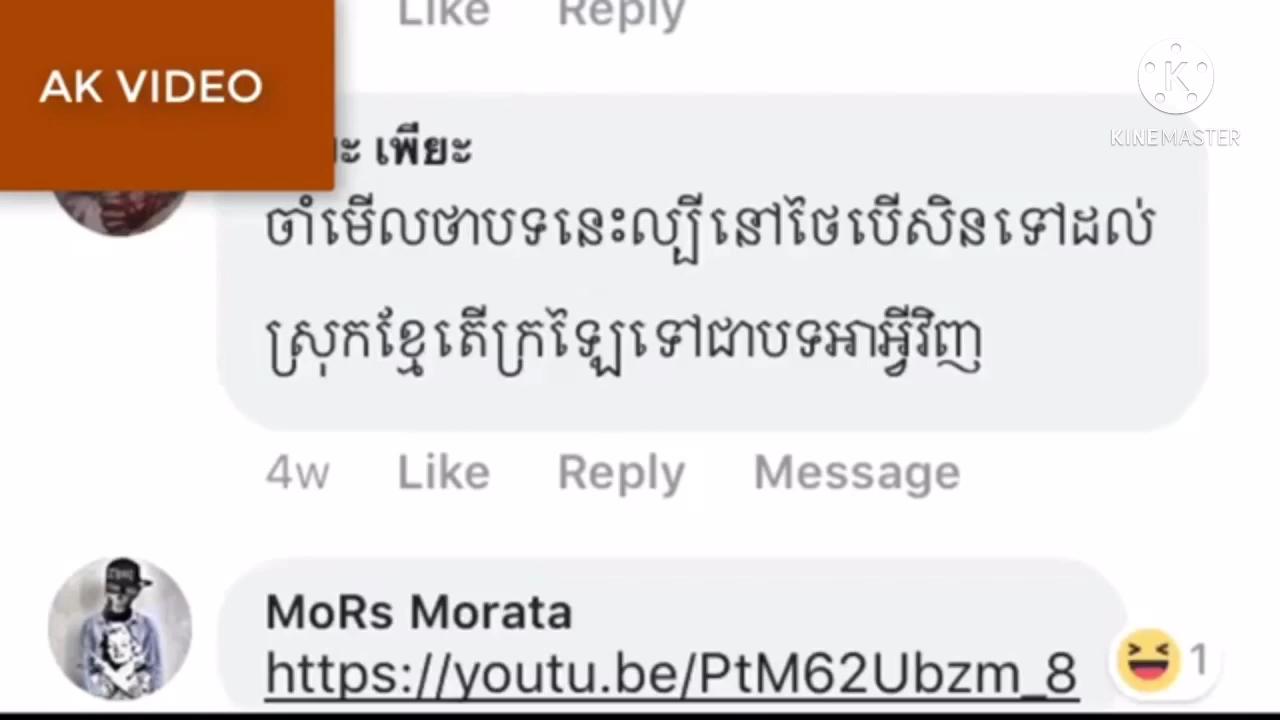 Like Reply
AK VIDEO
KINEMASTER
เพียะ
ចាំមើលថាបទនេះល្បីនៅថៃបើសិនទៅដល់
ស្រុកខ្មែតើក្រឡៃទៅជាបទអាអ្វីវិញ
4w Like Reply Message
MoRs Morata
https://youtu.be/PtM62Ubzm_8
1